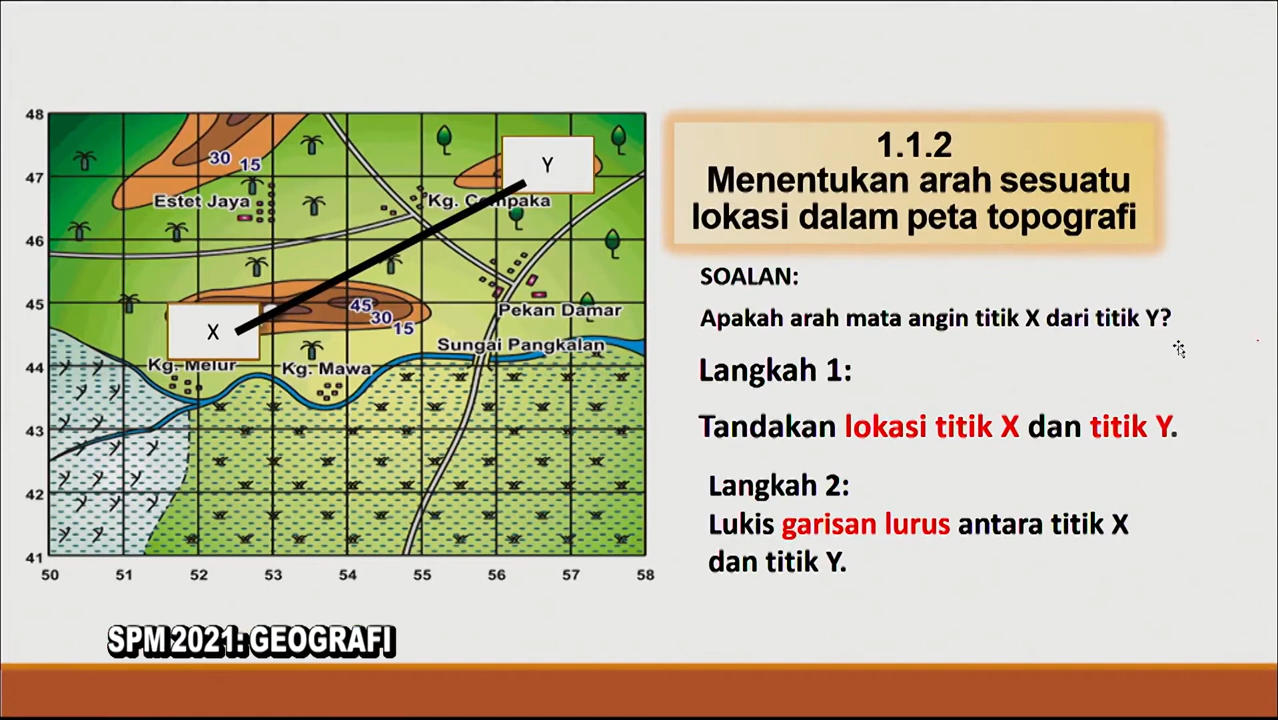 48
47
46
45
44
43
42
41
50 51 52 53 54 55 56 57 58
30 15
Estet Jaya
Y
X
45
30
15
Pekan Damar
Sungai Pangkalan
Kg. Melur
Kg. Mawa
1.1.2
Menentukan arah sesuatu
lokasi dalam peta topografi
SOALAN:
Apakah arah mata angin titik X dari titik Y?
Langkah 1:
Tandakan lokasi titik X dan titik Y.
Langkah 2:
Lukis garisan lurus antara titik X
dan titik Y.
SPM 2021: GEOGRAFI